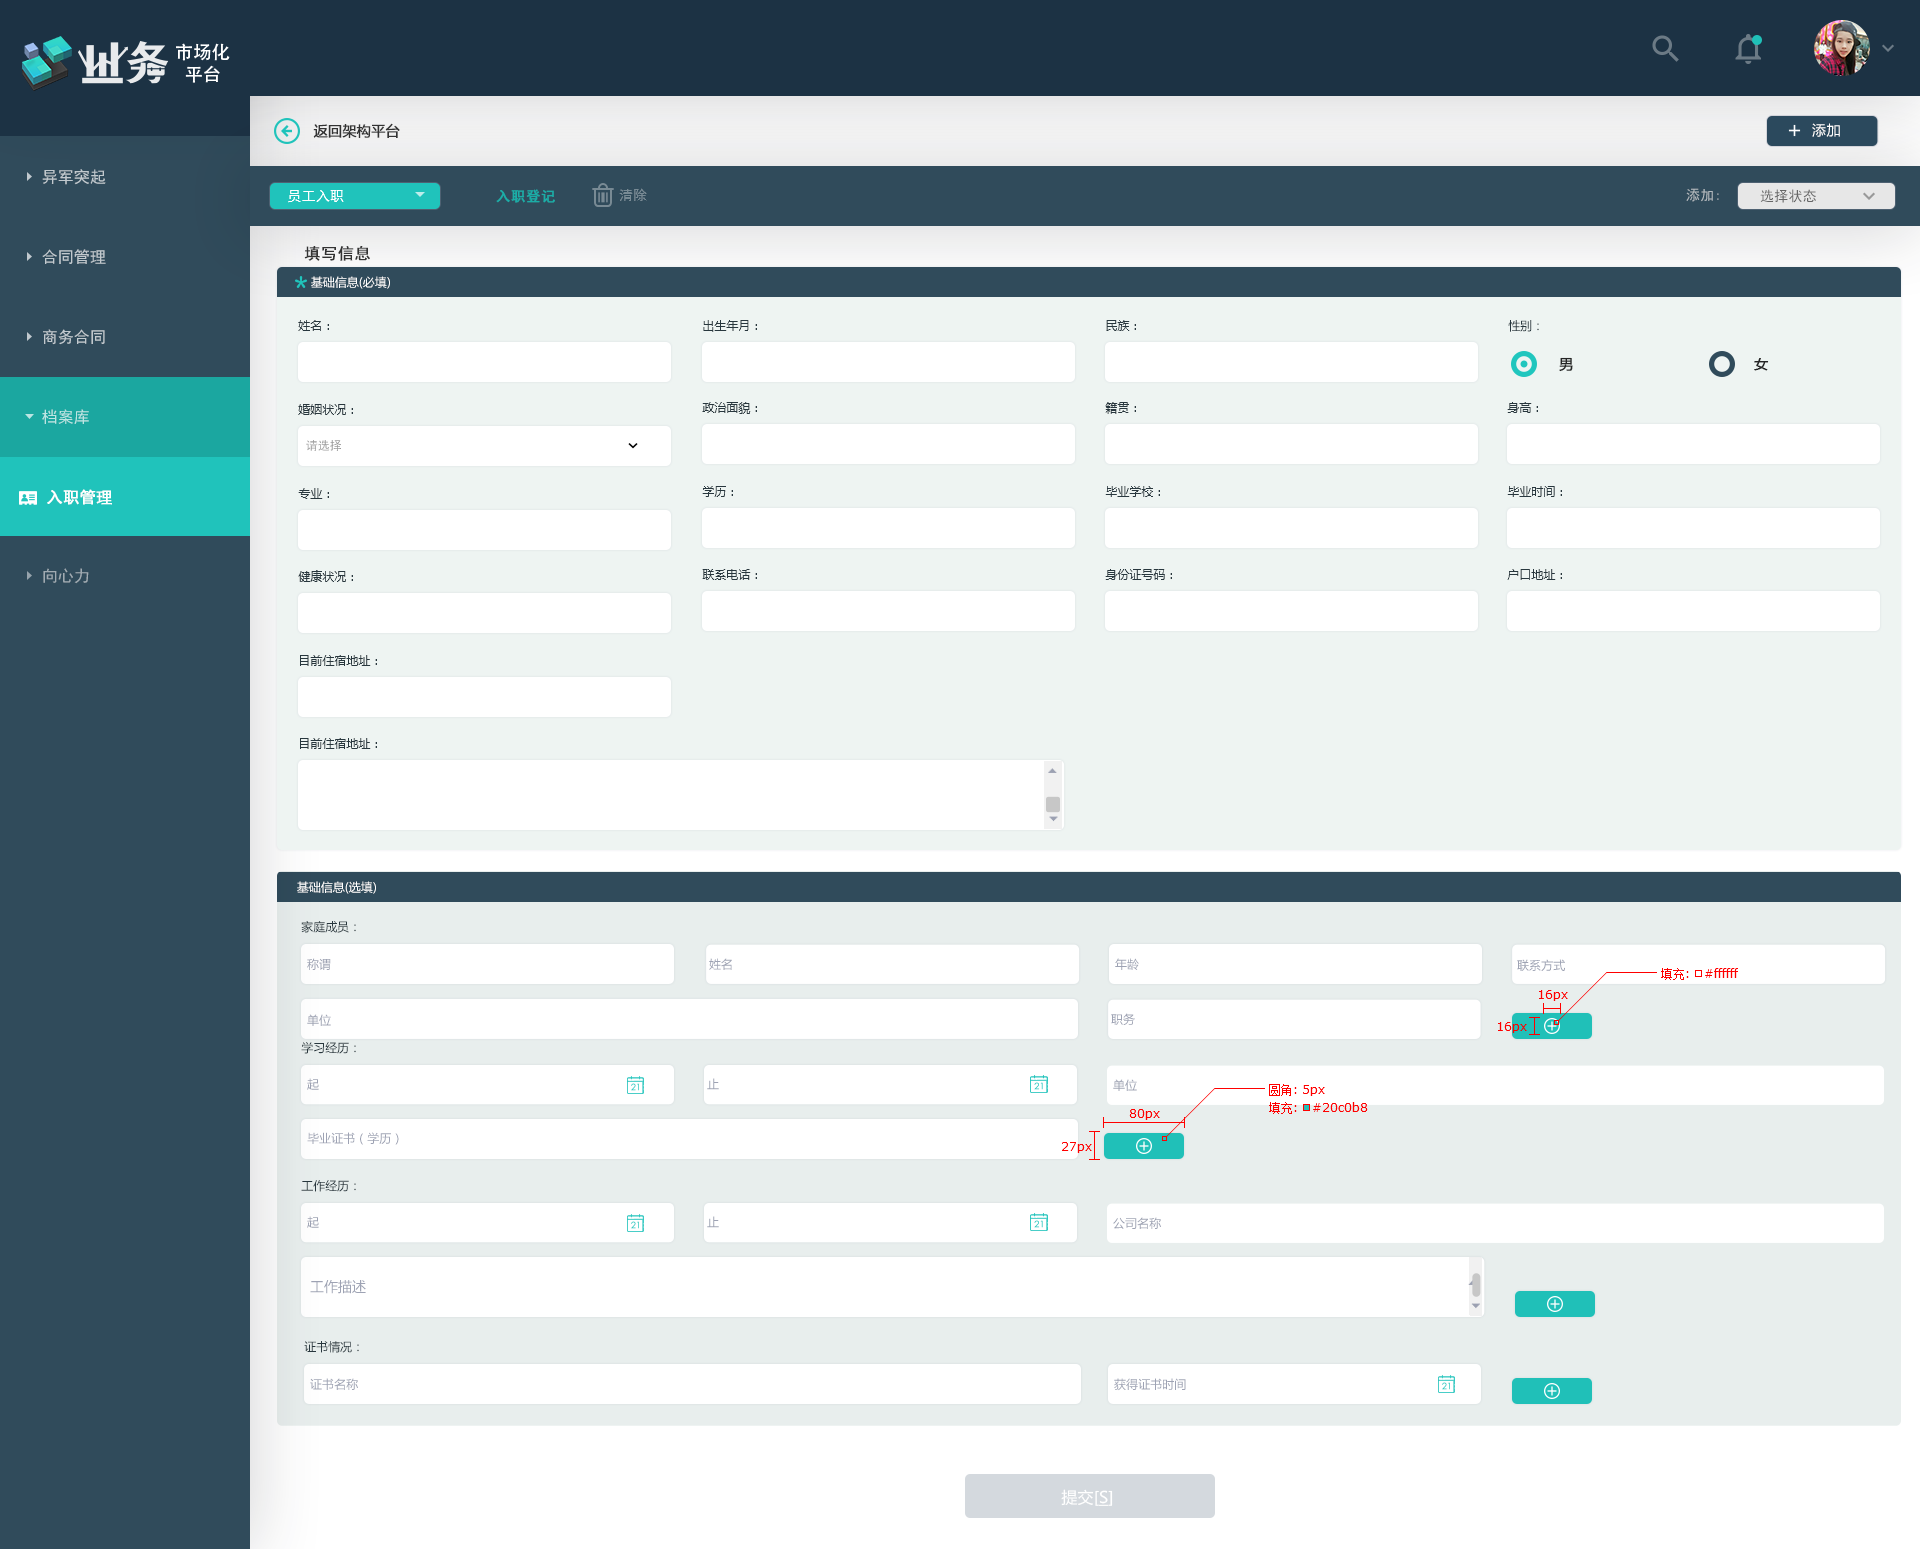 业务 市场化
平台
返回架构平台
+ 添加
异军突起
合同管理
商务合同
档案库
入职管理
向心力
员工入职
入职登记
清除
添加:
选择状态
填写信息
基础信息(必填)
姓名：
出生年月：
民族：
性别：
男
女
婚姻状况：
政治面貌：
籍贯：
身高：
请选择
专业：
学历：
毕业学校：
毕业时间：
健康状况：
联系电话：
身份证号码：
户口地址：
目前住宿地址：
目前住宿地址：
基础信息(选填)
家庭成员：
称谓
姓名
年龄
联系方式
填充: #ffffff
16px
16px
单位
职务
学习经历：
起
21
止
21
单位
圆角: 5px
填充: #20c0b8
80px
27px
毕业证书（学历）
工作经历：
起
21
止
21
公司名称
工作描述
证书情况：
证书名称
获得证书时间
21
提交[S]